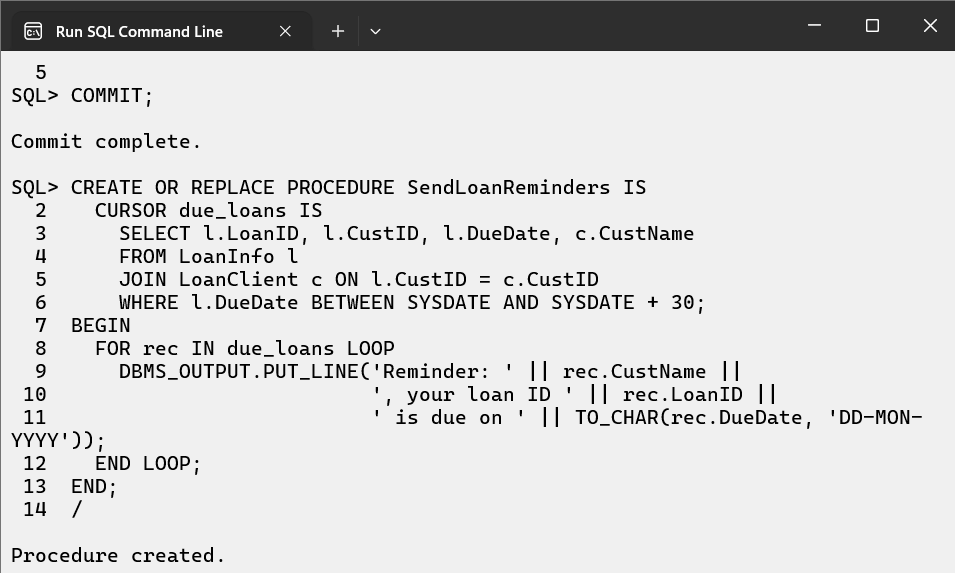 Run SQL Command Line
5
SQL> COMMIT;
Commit complete.
SQL> CREATE OR REPLACE PROCEDURE SendLoanReminders IS
2    CURSOR due_loans IS
3      SELECT l.LoanID, l.CustID, l.DueDate, c.CustName
4      FROM LoanInfo l
5      JOIN LoanClient c ON l.CustID = c.CustID
6      WHERE l.DueDate BETWEEN SYSDATE AND SYSDATE + 30;
7  BEGIN
8    FOR rec IN due_loans LOOP
9      DBMS_OUTPUT.PUT_LINE('Reminder: ' || rec.CustName ||
10                           ', your loan ID ' || rec.LoanID ||
11                           ' is due on ' || TO_CHAR(rec.DueDate, 'DD-MON-
YYYY'));
12    END LOOP;
13  END;
14  /
Procedure created.